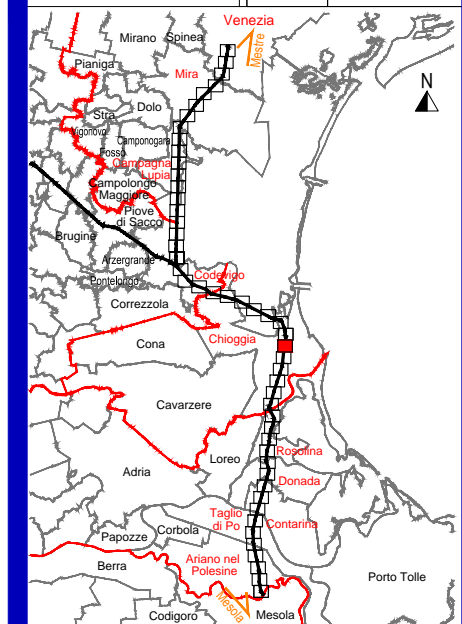 Venezia
Mirano
Spinea
Mestre
Pianiga
Mira
N
Dolo
Stra
Vigonovo
Camponogara
Fosso
Campagna
Lupia
Campolongo
Maggiore
Piove
di Sacco
Brugine
Arzergrande
Codevigo
Pontelongo
Correzzola
Chioggia
Cona
Cavarzere
Rosolina
Loreo
Adria
Donada
Taglio
di Po
Contarina
Corbola
Papozze
Ariano nel
Polesine
Berra
Porto Tolle
Mesola
Mesola
Codigoro